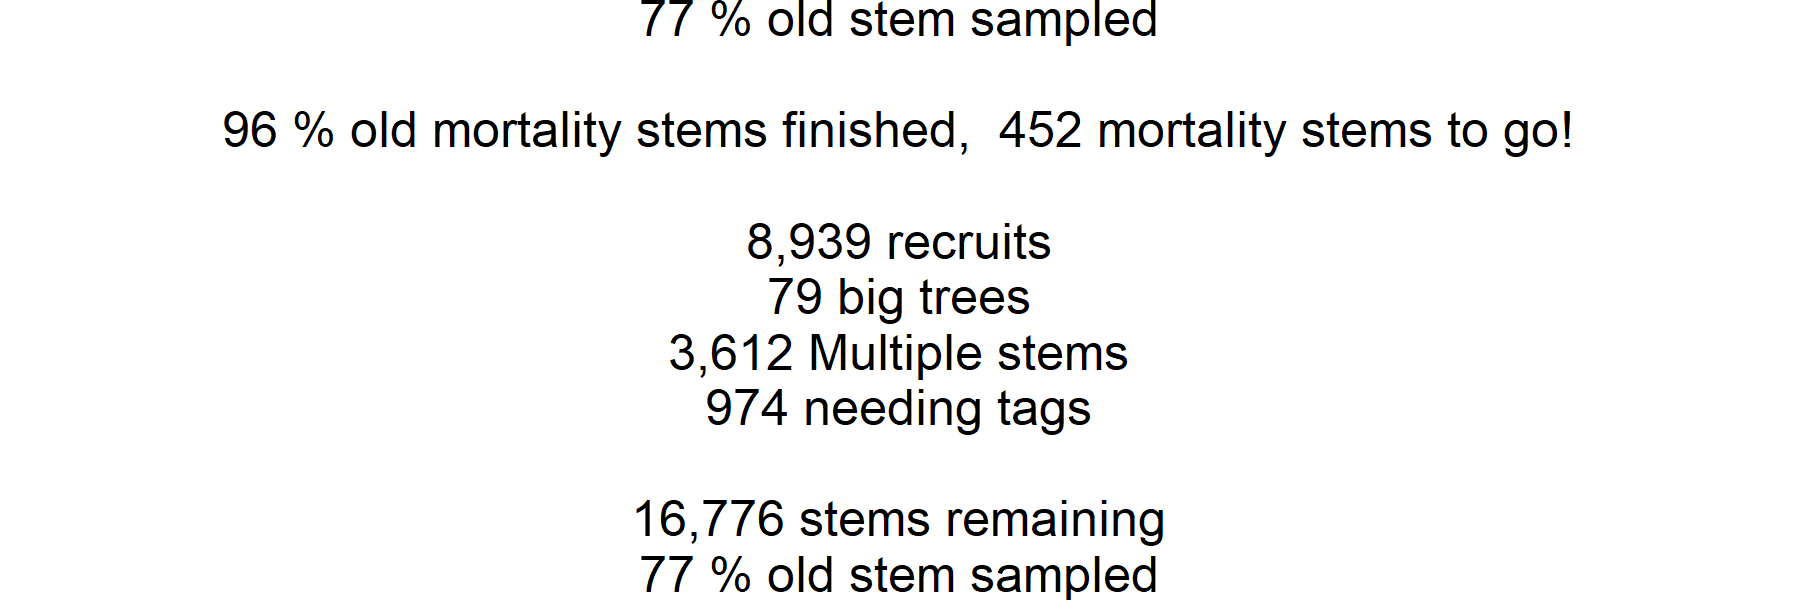 77 % old stem sampled
96 % old mortality stems finished,  452 mortality stems to go!
8,939 recruits
79 big trees
3,612 Multiple stems
974 needing tags
16,776 stems remaining
77 % old stem sampled